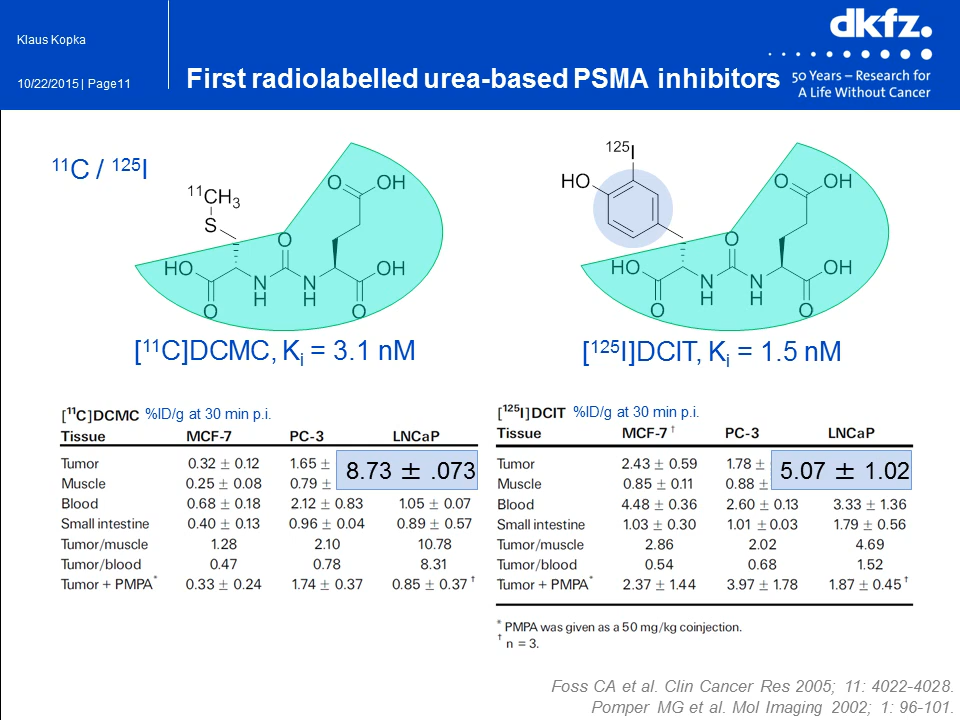 Klaus Kopka
10/22/2015 | Page11
First radiolabelled urea-based PSMA inhibitors
dkfz.
50 Years – Research for
A Life Without Cancer
¹¹C / ¹²⁵I
¹¹CH₃
S
O
OH
O
HO
O
N
H
N
H
O
OH
[¹¹C]DCMC, Kᵢ = 3.1 nM
¹²⁵I
HO
O
OH
O
HO
O
N
H
N
H
O
OH
[¹²⁵I]DCIT, Kᵢ = 1.5 nM
[¹¹C]DCMC %ID/g at 30 min p.i.
Tissue MCF-7 PC-3 LNCaP
Tumor 0.32 ± 0.12 1.65 ± 8.73 ± .073
Muscle 0.25 ± 0.08 0.79 ±
Blood 0.68 ± 0.18 2.12 ± 0.83 1.05 ± 0.07
Small intestine 0.40 ± 0.13 0.96 ± 0.04 0.89 ± 0.57
Tumor/muscle 1.28 2.10 10.78
Tumor/blood 0.47 0.78 8.31
Tumor + PMPA* 0.33 ± 0.24 1.74 ± 0.37 0.85 ± 0.37 †
[¹²⁵I]DCIT %ID/g at 30 min p.i.
Tissue MCF-7 † PC-3 LNCaP
Tumor 2.43 ± 0.59 1.78 ± 5.07 ± 1.02
Muscle 0.85 ± 0.11 0.88 ±
Blood 4.48 ± 0.36 2.60 ± 0.13 3.33 ± 1.36
Small intestine 1.03 ± 0.30 1.01 ± 0.03 1.79 ± 0.56
Tumor/muscle 2.86 2.02 4.69
Tumor/blood 0.54 0.68 1.52
Tumor + PMPA* 2.37 ± 1.44 3.97 ± 1.78 1.87 ± 0.45 †
* PMPA was given as a 50 mg/kg coinjection.
† n = 3.
Foss CA et al. Clin Cancer Res 2005; 11: 4022-4028.
Pomper MG et al. Mol Imaging 2002; 1: 96-101.